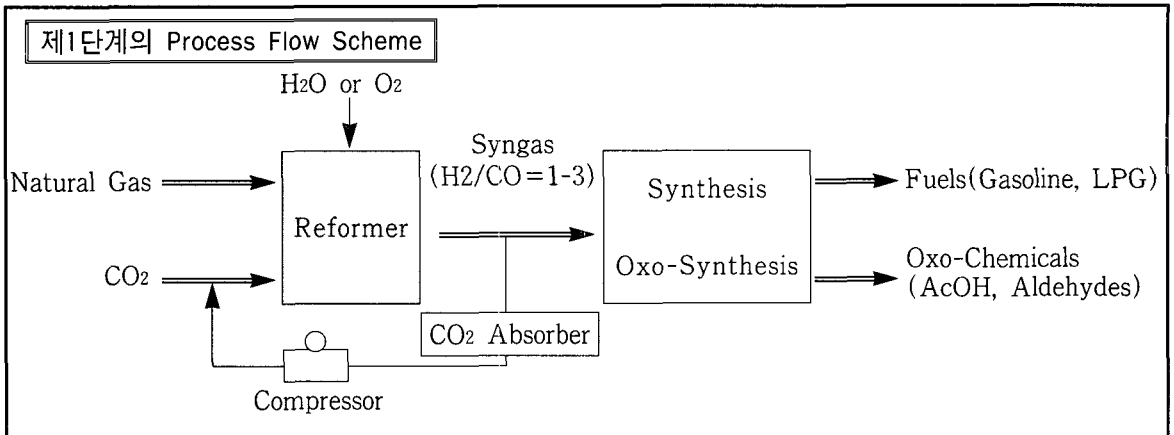 제1단계의 Process Flow Scheme
H2O or O2
Natural Gas
CO2
Reformer
Syngas
(H2/CO=1-3)
CO2 Absorber
Compressor
Synthesis
Oxo-Synthesis
Fuels(Gasoline, LPG)
Oxo-Chemicals
(AcOH, Aldehydes)